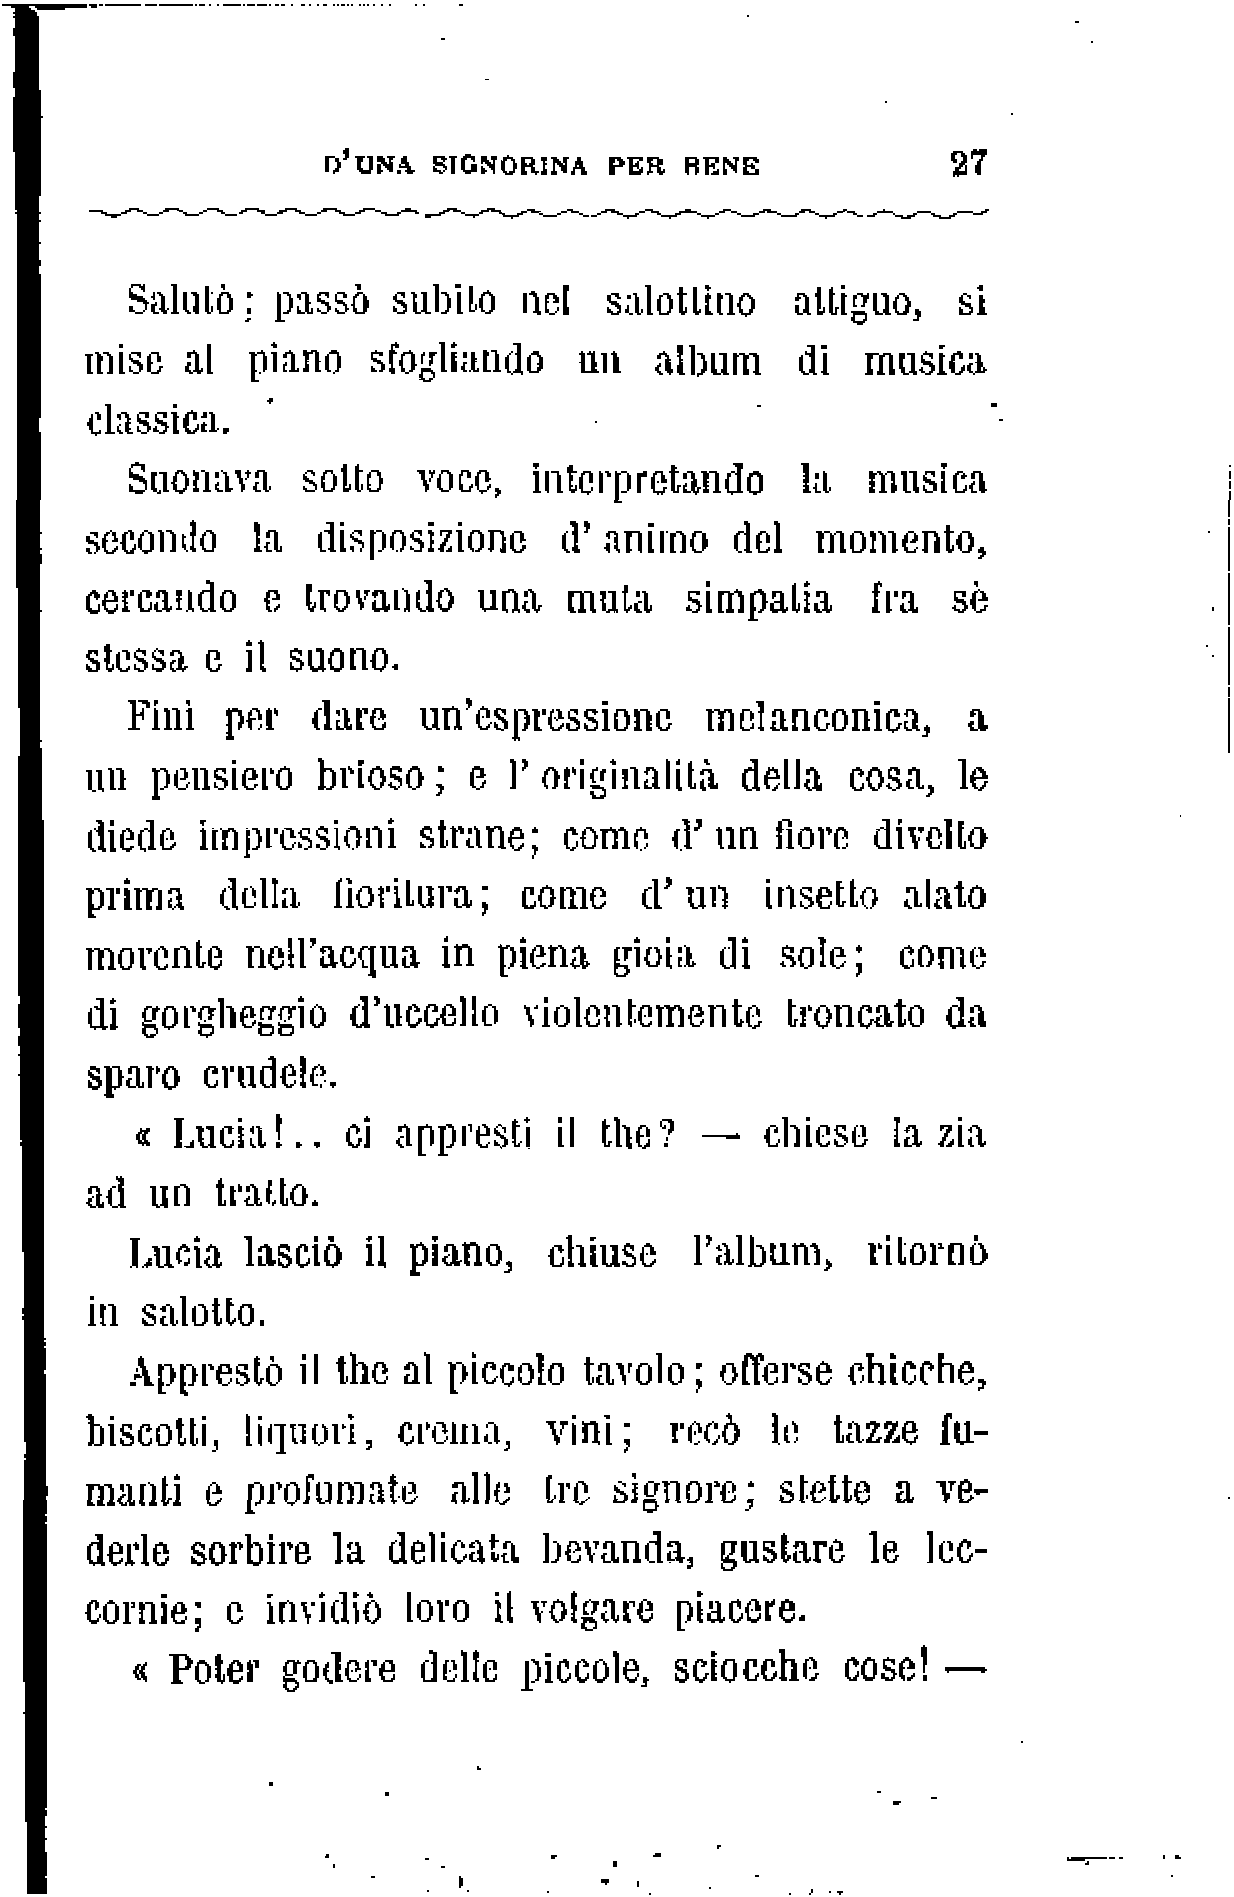 D'UNA SIGNORINA PER BENE 27
Salutò; passò subito nel salottino attiguo, si
mise al piano sfogliando un album di musica
classica.
Suonava sotto voce, interpretando la musica
secondo la disposizione d' animo del momento,
cercando e trovando una muta simpatia fra sè
stessa e il suono.
Finì per dare un'espressione melanconica, a
un pensiero brioso; e l' originalità della cosa, le
diede impressioni strane; come d' un fiore divelto
prima della fioritura; come d' un insetto alato
morente nell'acqua in piena gioia di sole; come
di gorgheggio d'uccello violentemente troncato da
sparo crudele.
« Lucia!.. ci appresti il the? — chiese la zia
ad un tratto.
Lucia lasciò il piano, chiuse l'album, ritornò
in salotto.
Apprestò il the al piccolo tavolo; offerse chicche,
biscotti, liquori, crema, vini; recò le tazze fu-
manti e profumate alle tre signore; stette a ve-
derle sorbire la delicata bevanda, gustare le lec-
cornie; e invidiò loro il volgare piacere.
« Poter godere delle piccole, sciocche cose! —